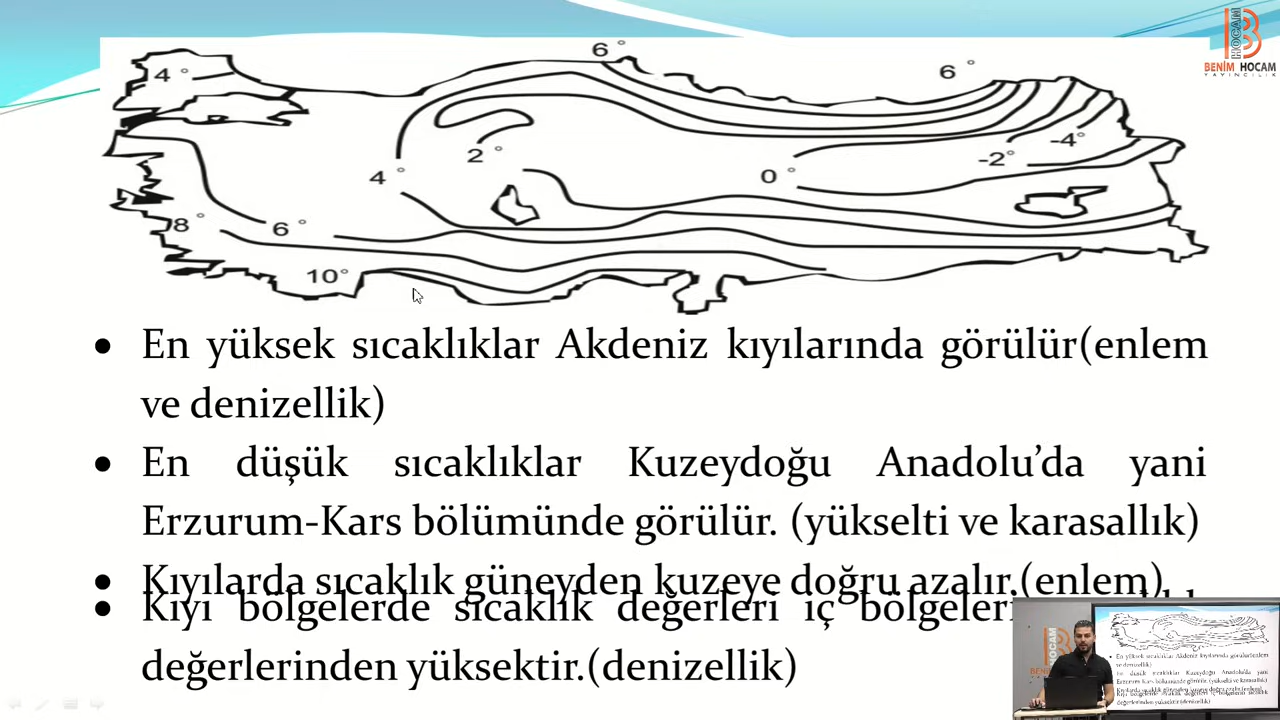 BENİM HOCAM
YAYINCILIK
6°
6°
4°
-4°
2°
-2°
4°
0°
8°
6°
10°
• En yüksek sıcaklıklar Akdeniz kıyılarında görülür(enlem
ve denizellik)
• En düşük sıcaklıklar Kuzeydoğu Anadolu’da yani
Erzurum-Kars bölümünde görülür. (yükselti ve karasallık)
• Kıyılarda sıcaklık güneyden kuzeye doğru azalır.(enlem)
• Kıyı bölgelerde sıcaklık değerleri iç
değerlerinden yüksektir.(denizellik)